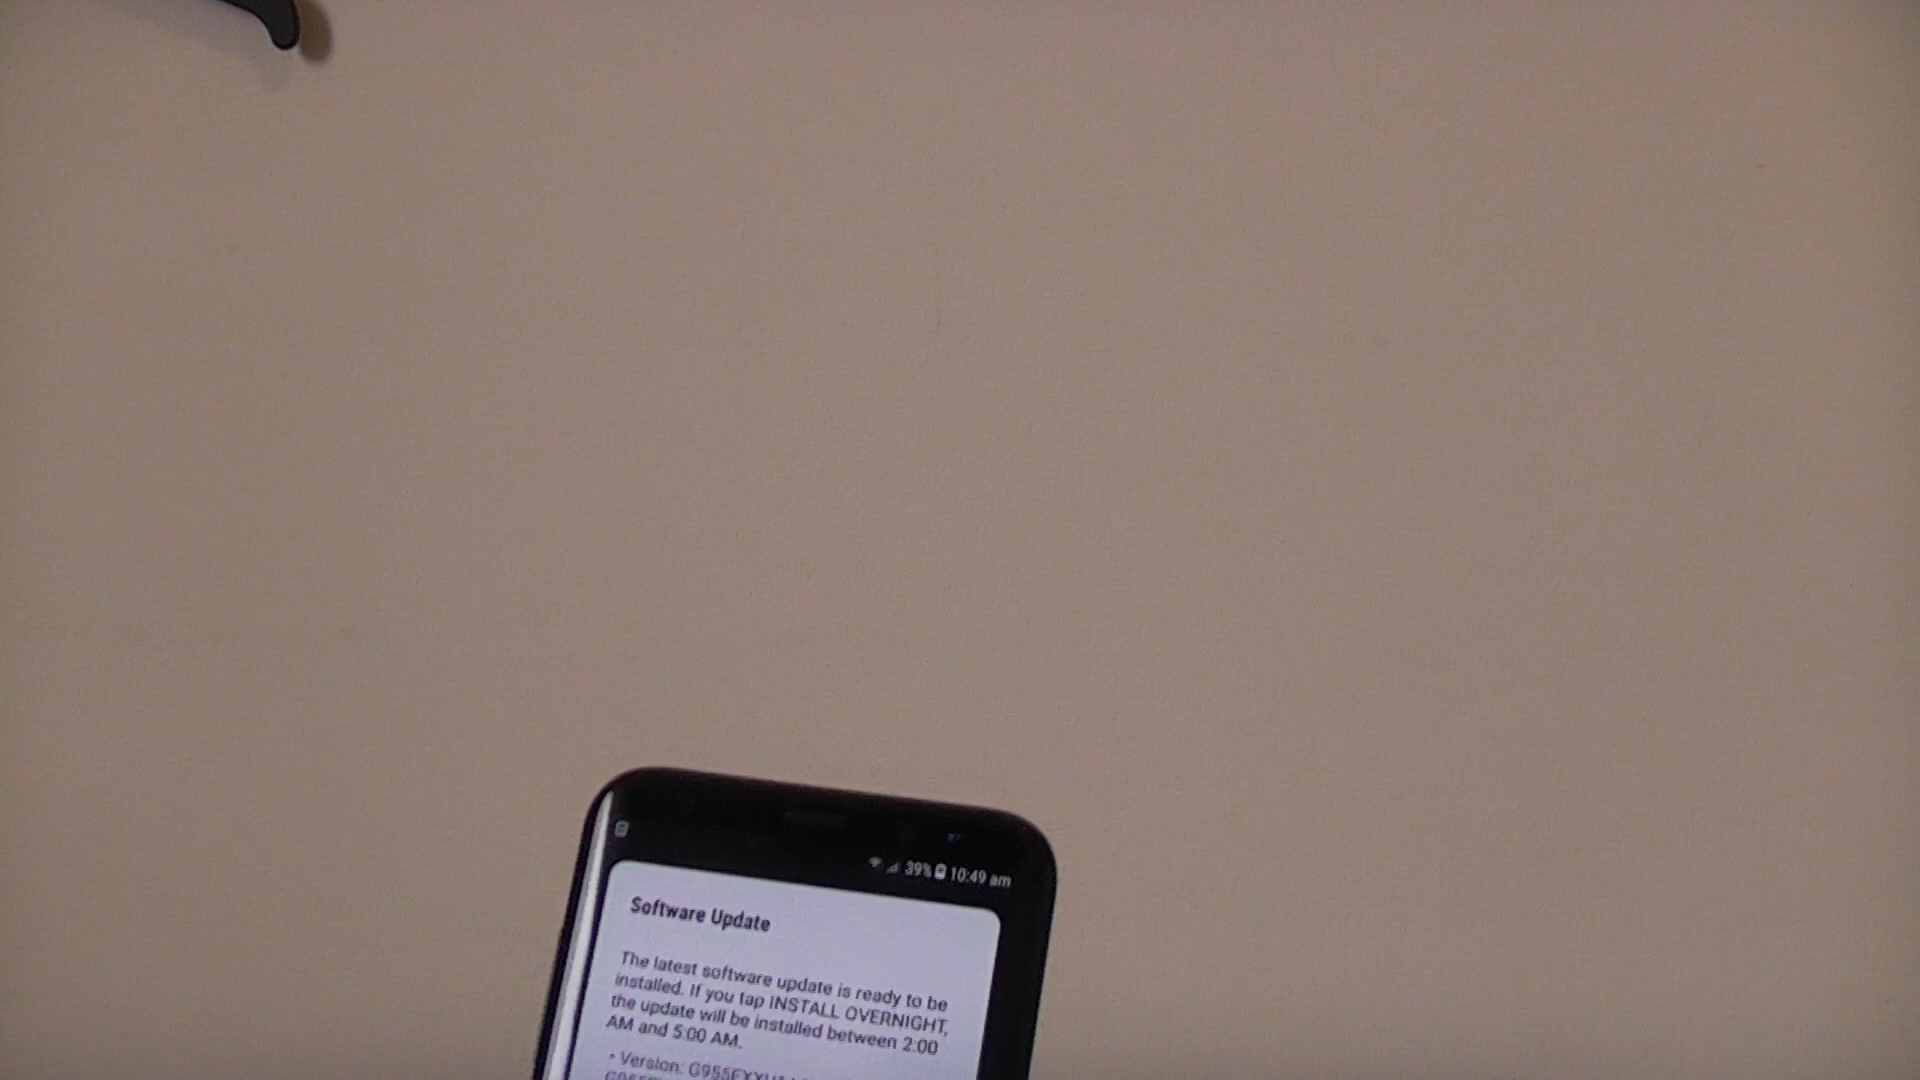 39% 10:49 am
Software Update
The latest software update is ready to be
installed. If you tap INSTALL OVERNIGHT,
the update will be installed between 2:00
AM and 5:00 AM.
• Version: